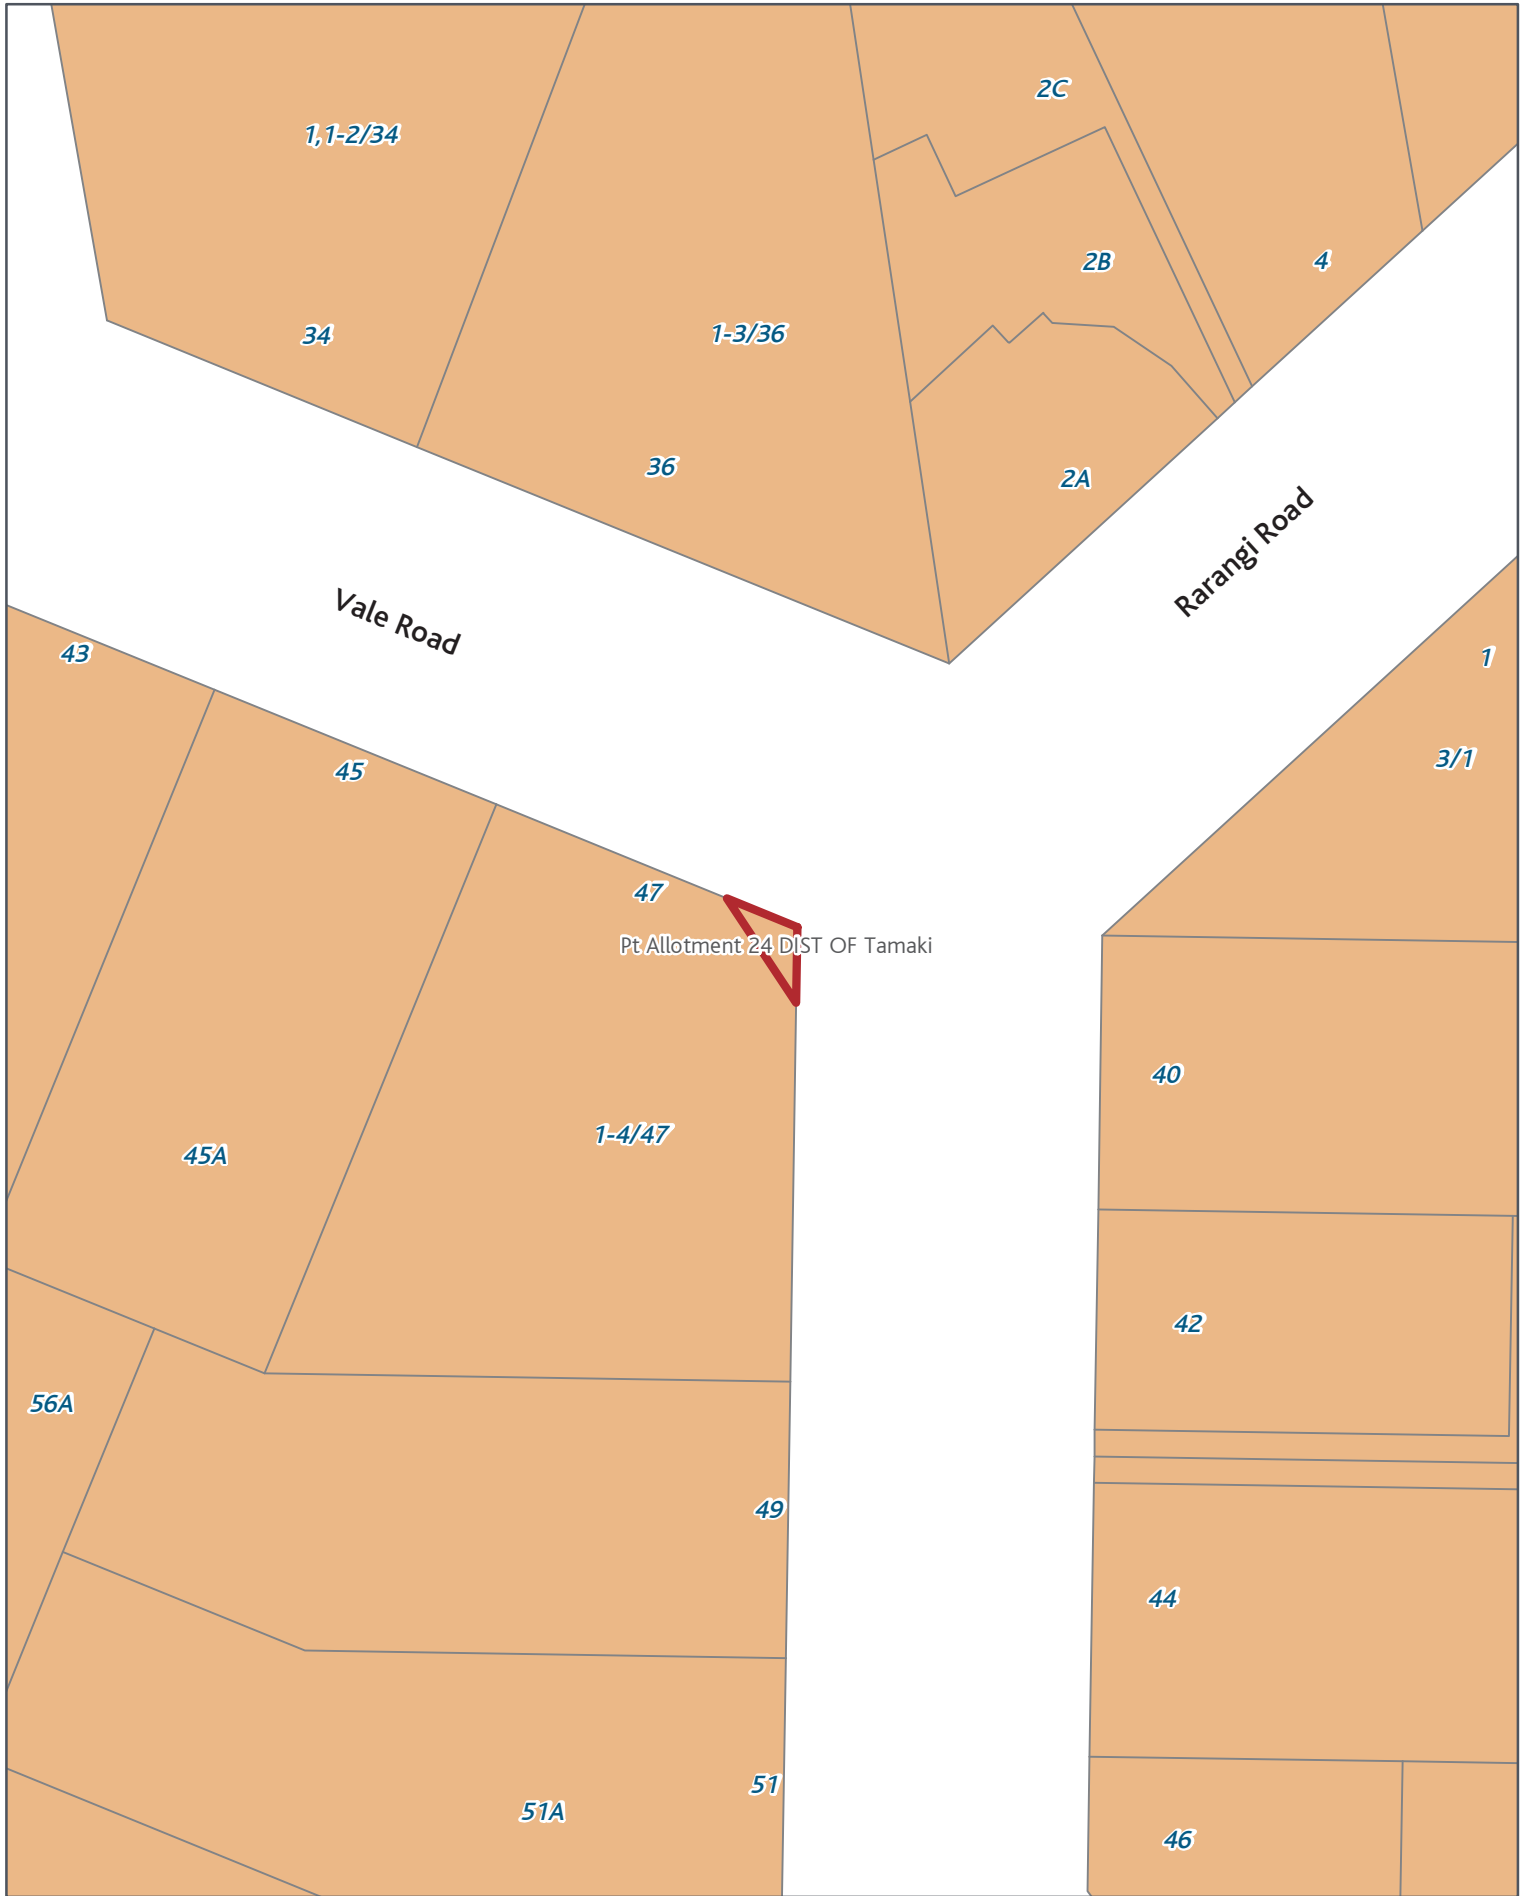 2C
1,1-2/34
2B
4
34
1-3/36
36
2A
Rarangi Road
Vale Road
43
1
3/1
45
47
Pt Allotment 24 DIST OF Tamaki
40
1-4/47
45A
42
56A
49
44
51
51A
46